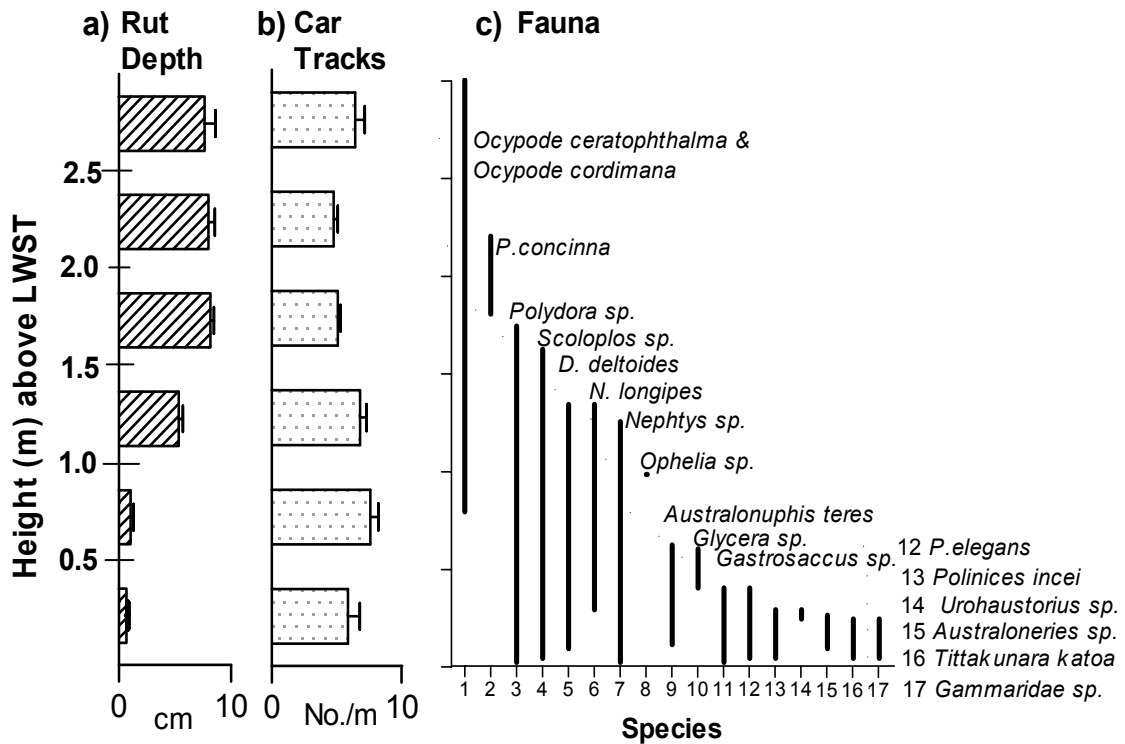 a) Rut
Depth
b) Car
Tracks
c) Fauna
Height (m) above LWST
2.5
2.0
1.5
1.0
0.5
0 10
cm
0 10
No./m
Ocypode ceratophthalma &
Ocypode cordimana
P.concinna
Polydora sp.
Scoloplos sp.
D. deltoides
N. longipes
Nephtys sp.
Ophelia sp.
Australonuphis teres
Glycera sp.
Gastrosaccus sp.
12 P.elegans
13 Polinices incei
14 Urohaustorius sp.
15 Australoneries sp.
16 Tittakunara katoa
17 Gammaridae sp.
1 2 3 4 5 6 7 8 9 10 11 12 13 14 15 16 17
Species